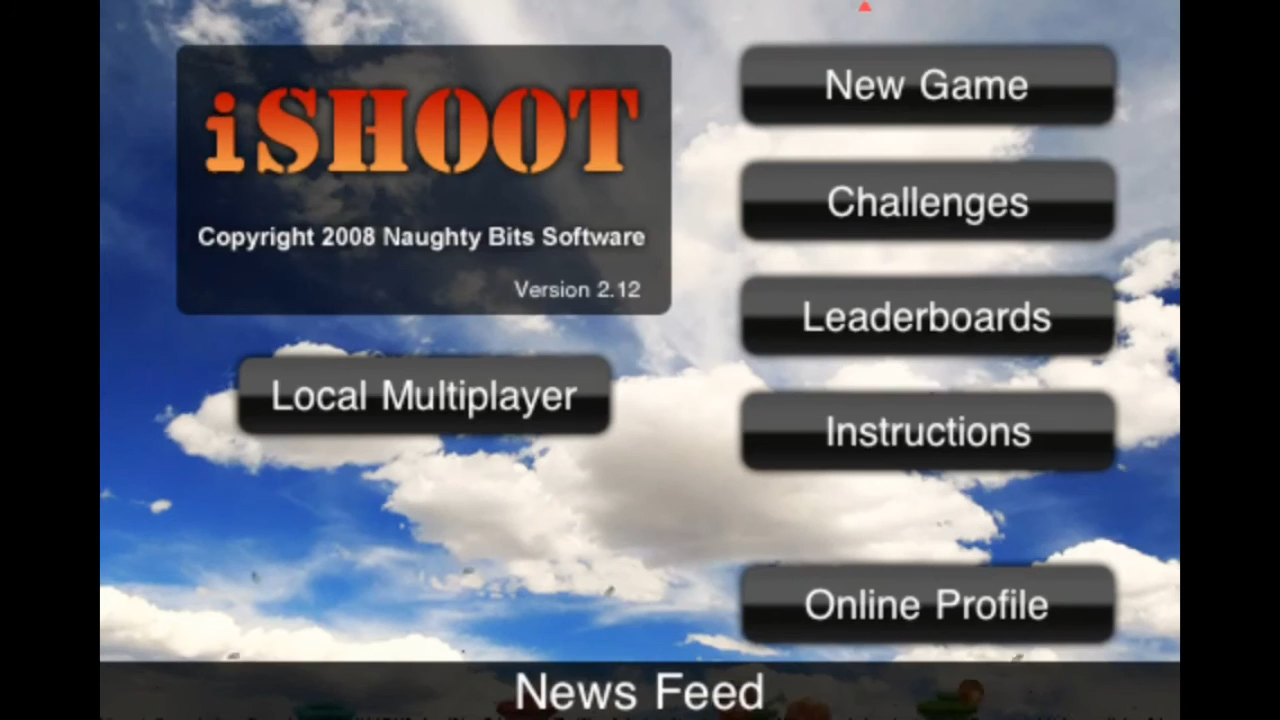 iSHOOT
Copyright 2008 Naughty Bits Software
Version 2.12
Local Multiplayer
New Game
Challenges
Leaderboards
Instructions
Online Profile
News Feed